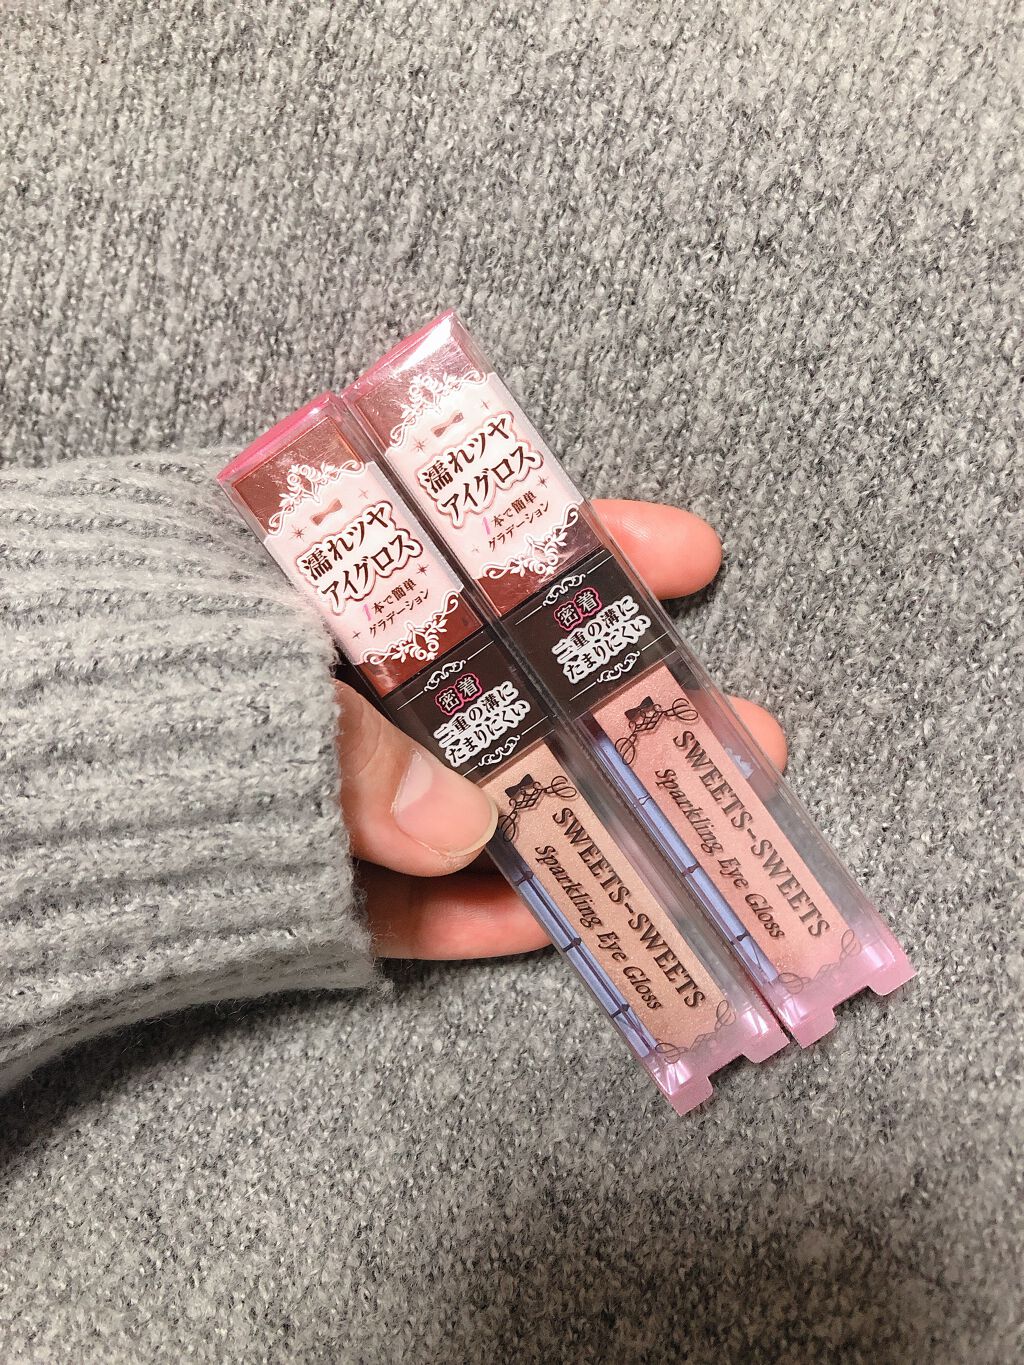 濡れツヤ
アイグロス
1本で簡単
グラデーション
密着
二重の溝に
たまりにくい
SWEETS-SWEETS
Sparkling Eye Gloss
濡れツヤ
アイグロス
1本で簡単
グラデーション
密着
二重の溝に
たまりにくい
SWEETS-SWEETS
Sparkling Eye Gloss